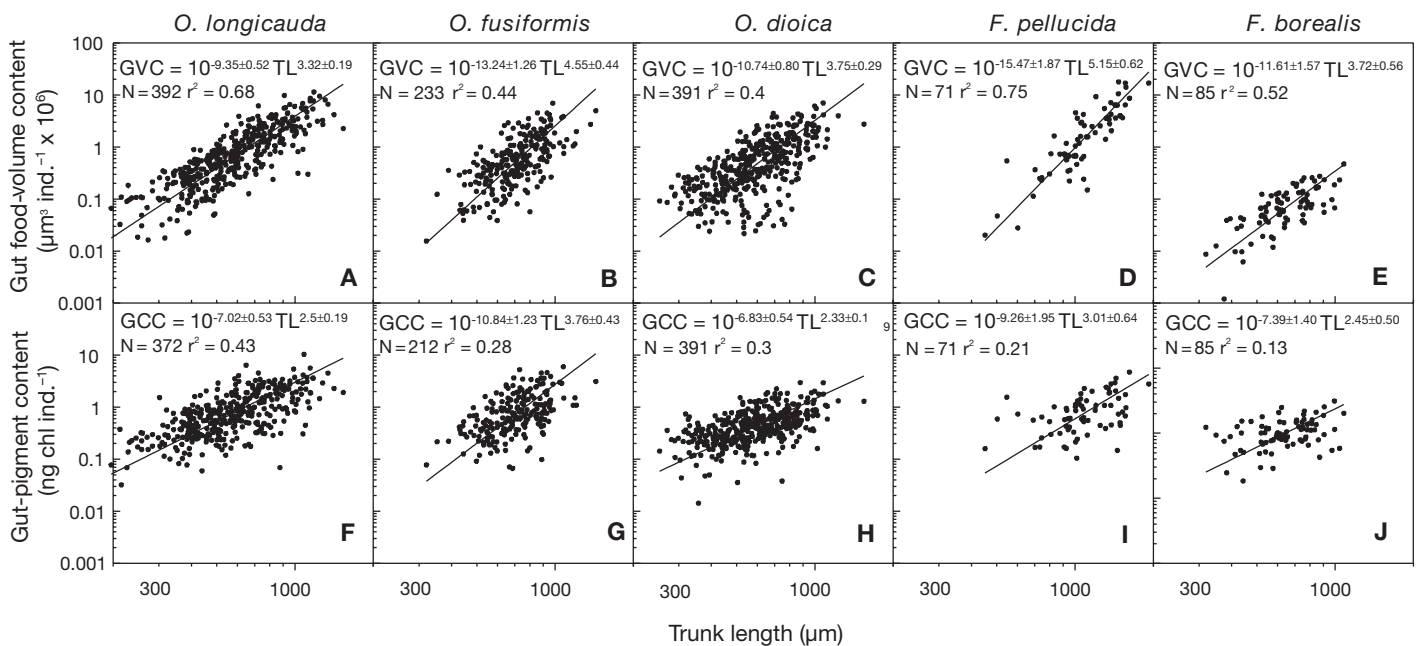 O. longicauda O. fusiformis O. dioica F. pellucida F. borealis
Gut food-volume content
(µm³ ind.⁻¹ x 10⁶)
100
10
1
0.1
0.01
0.001
GVC = 10^-9.35±0.52 TL^3.32±0.19
N = 392 r² = 0.68
A
GVC = 10^-13.24±1.26 TL^4.55±0.44
N = 233 r² = 0.44
B
GVC = 10^-10.74±0.80 TL^3.75±0.29
N = 391 r² = 0.4
C
GVC = 10^-15.47±1.87 TL^5.15±0.62
N = 71 r² = 0.75
D
GVC = 10^-11.61±1.57 TL^3.72±0.56
N = 85 r² = 0.52
E
Gut-pigment content
(ng chl ind.⁻¹)
10
1
0.1
0.01
0.001
GCC = 10^-7.02±0.53 TL^2.5±0.19
N = 372 r² = 0.43
F
GCC = 10^-10.84±1.23 TL^3.76±0.43
N = 212 r² = 0.28
G
GCC = 10^-6.83±0.54 TL^2.33±0.1 9
N = 391 r² = 0.3
H
GCC = 10^-9.26±1.95 TL^3.01±0.64
N = 71 r² = 0.21
I
GCC = 10^-7.39±1.40 TL^2.45±0.50
N = 85 r² = 0.13
J
300 1000 300 1000 300 1000 300 1000 300 1000
Trunk length (µm)